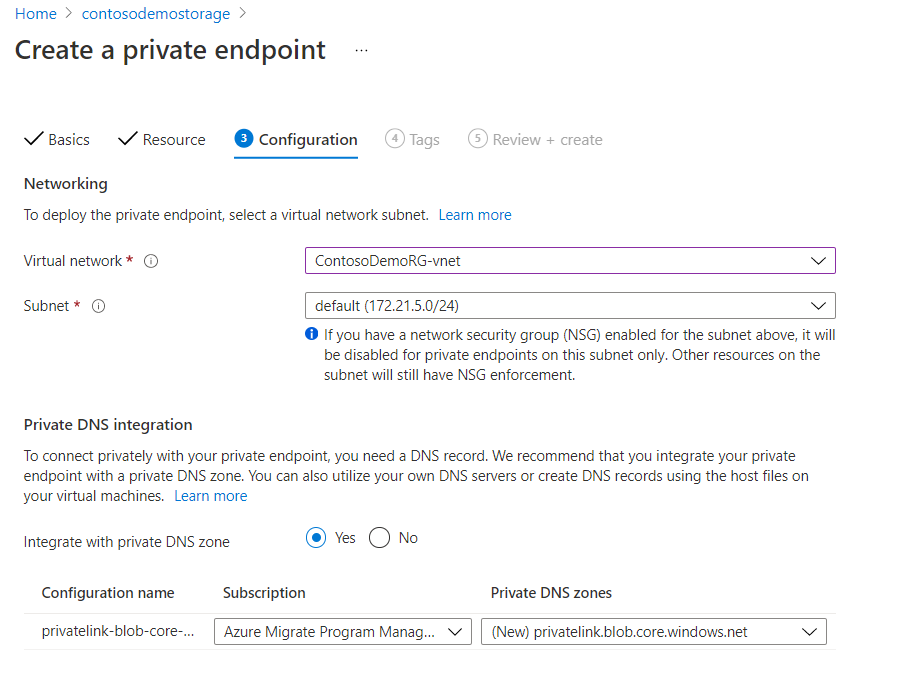 Home > contosodemostorage >
Create a private endpoint ...
Basics Resource 3 Configuration 4 Tags 5 Review + create
Networking
To deploy the private endpoint, select a virtual network subnet. Learn more
Virtual network * ContosoDemoRG-vnet
Subnet * default (172.21.5.0/24)
If you have a network security group (NSG) enabled for the subnet above, it will
be disabled for private endpoints on this subnet only. Other resources on the
subnet will still have NSG enforcement.
Private DNS integration
To connect privately with your private endpoint, you need a DNS record. We recommend that you integrate your private
endpoint with a private DNS zone. You can also utilize your own DNS servers or create DNS records using the host files on
your virtual machines. Learn more
Integrate with private DNS zone Yes No
Configuration name Subscription Private DNS zones
privatelink-blob-core-... Azure Migrate Program Manag... (New) privatelink.blob.core.windows.net